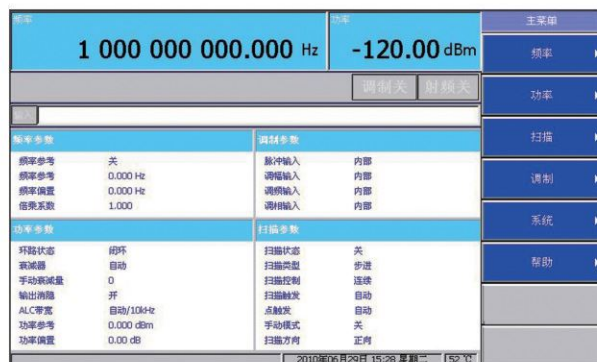 频率
1 000 000 000.000 Hz
功率
-120.00 dBm
调制关 射频关
输入
频率参数
频率参考 关
频率参考 0.000 Hz
频率偏置 0.000 Hz
倍乘系数 1.000
调制参数
脉冲输入 内部
调幅输入 内部
调频输入 内部
调相输入 内部
功率参数
环路状态 闭环
衰减器 自动
手动衰减量 0
输出消隐 开
ALC带宽 自动/10kHz
功率参考 0.000 dBm
功率偏置 0.00 dB
扫描参数
扫描状态 关
扫描类型 步进
扫描控制 连续
扫描触发 自动
点触发 自动
手动模式 关
扫描方向 正向
2010年06月29日 15:28 星期二 52 ℃
主菜单
频率
功率
扫描
调制
系统
帮助